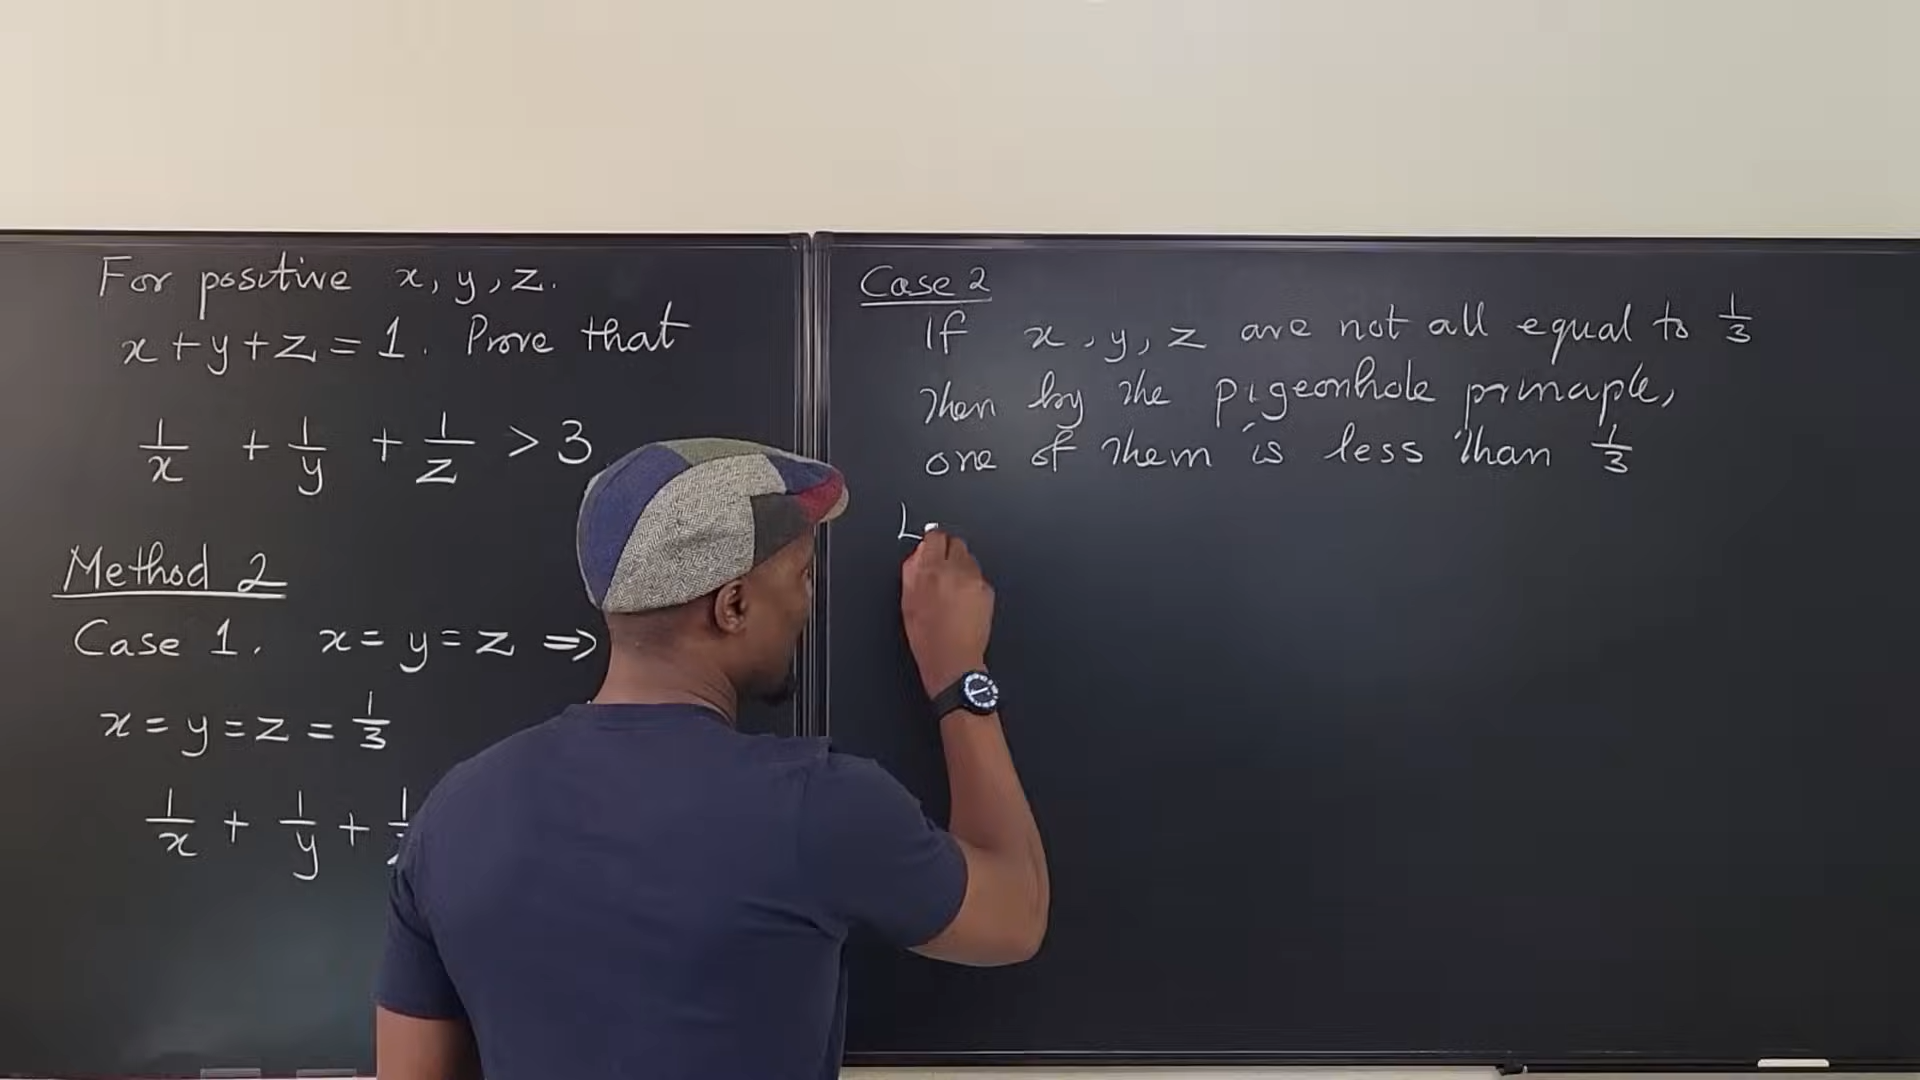 For positive x, y, z.
x + y + z = 1. Prove that
1/x + 1/y + 1/z > 3
Method 2
Case 1. x = y = z ⇒
x = y = z = 1/3
1/x + 1/y + 1/
Case 2
If x, y, z are not all equal to 1/3
then by the pigeonhole principle,
one of them is less than 1/3
L